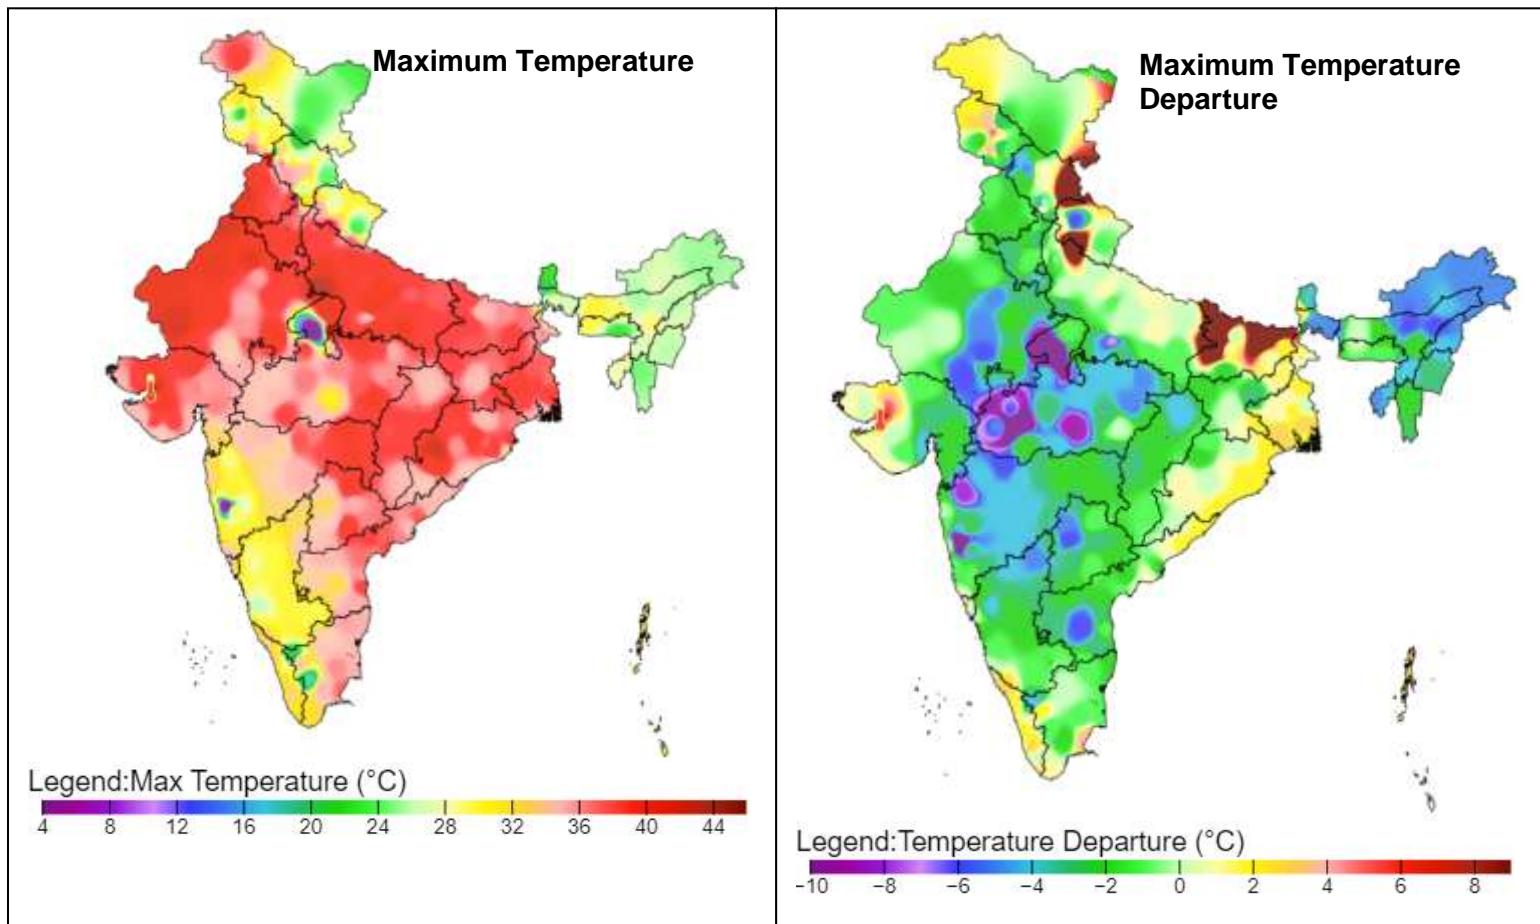 Maximum Temperature
Legend:Max Temperature (°C)
4 8 12 16 20 24 28 32 36 40 44
Maximum Temperature
Departure
Legend:Temperature Departure (°C)
−10 −8 −6 −4 −2 0 2 4 6 8